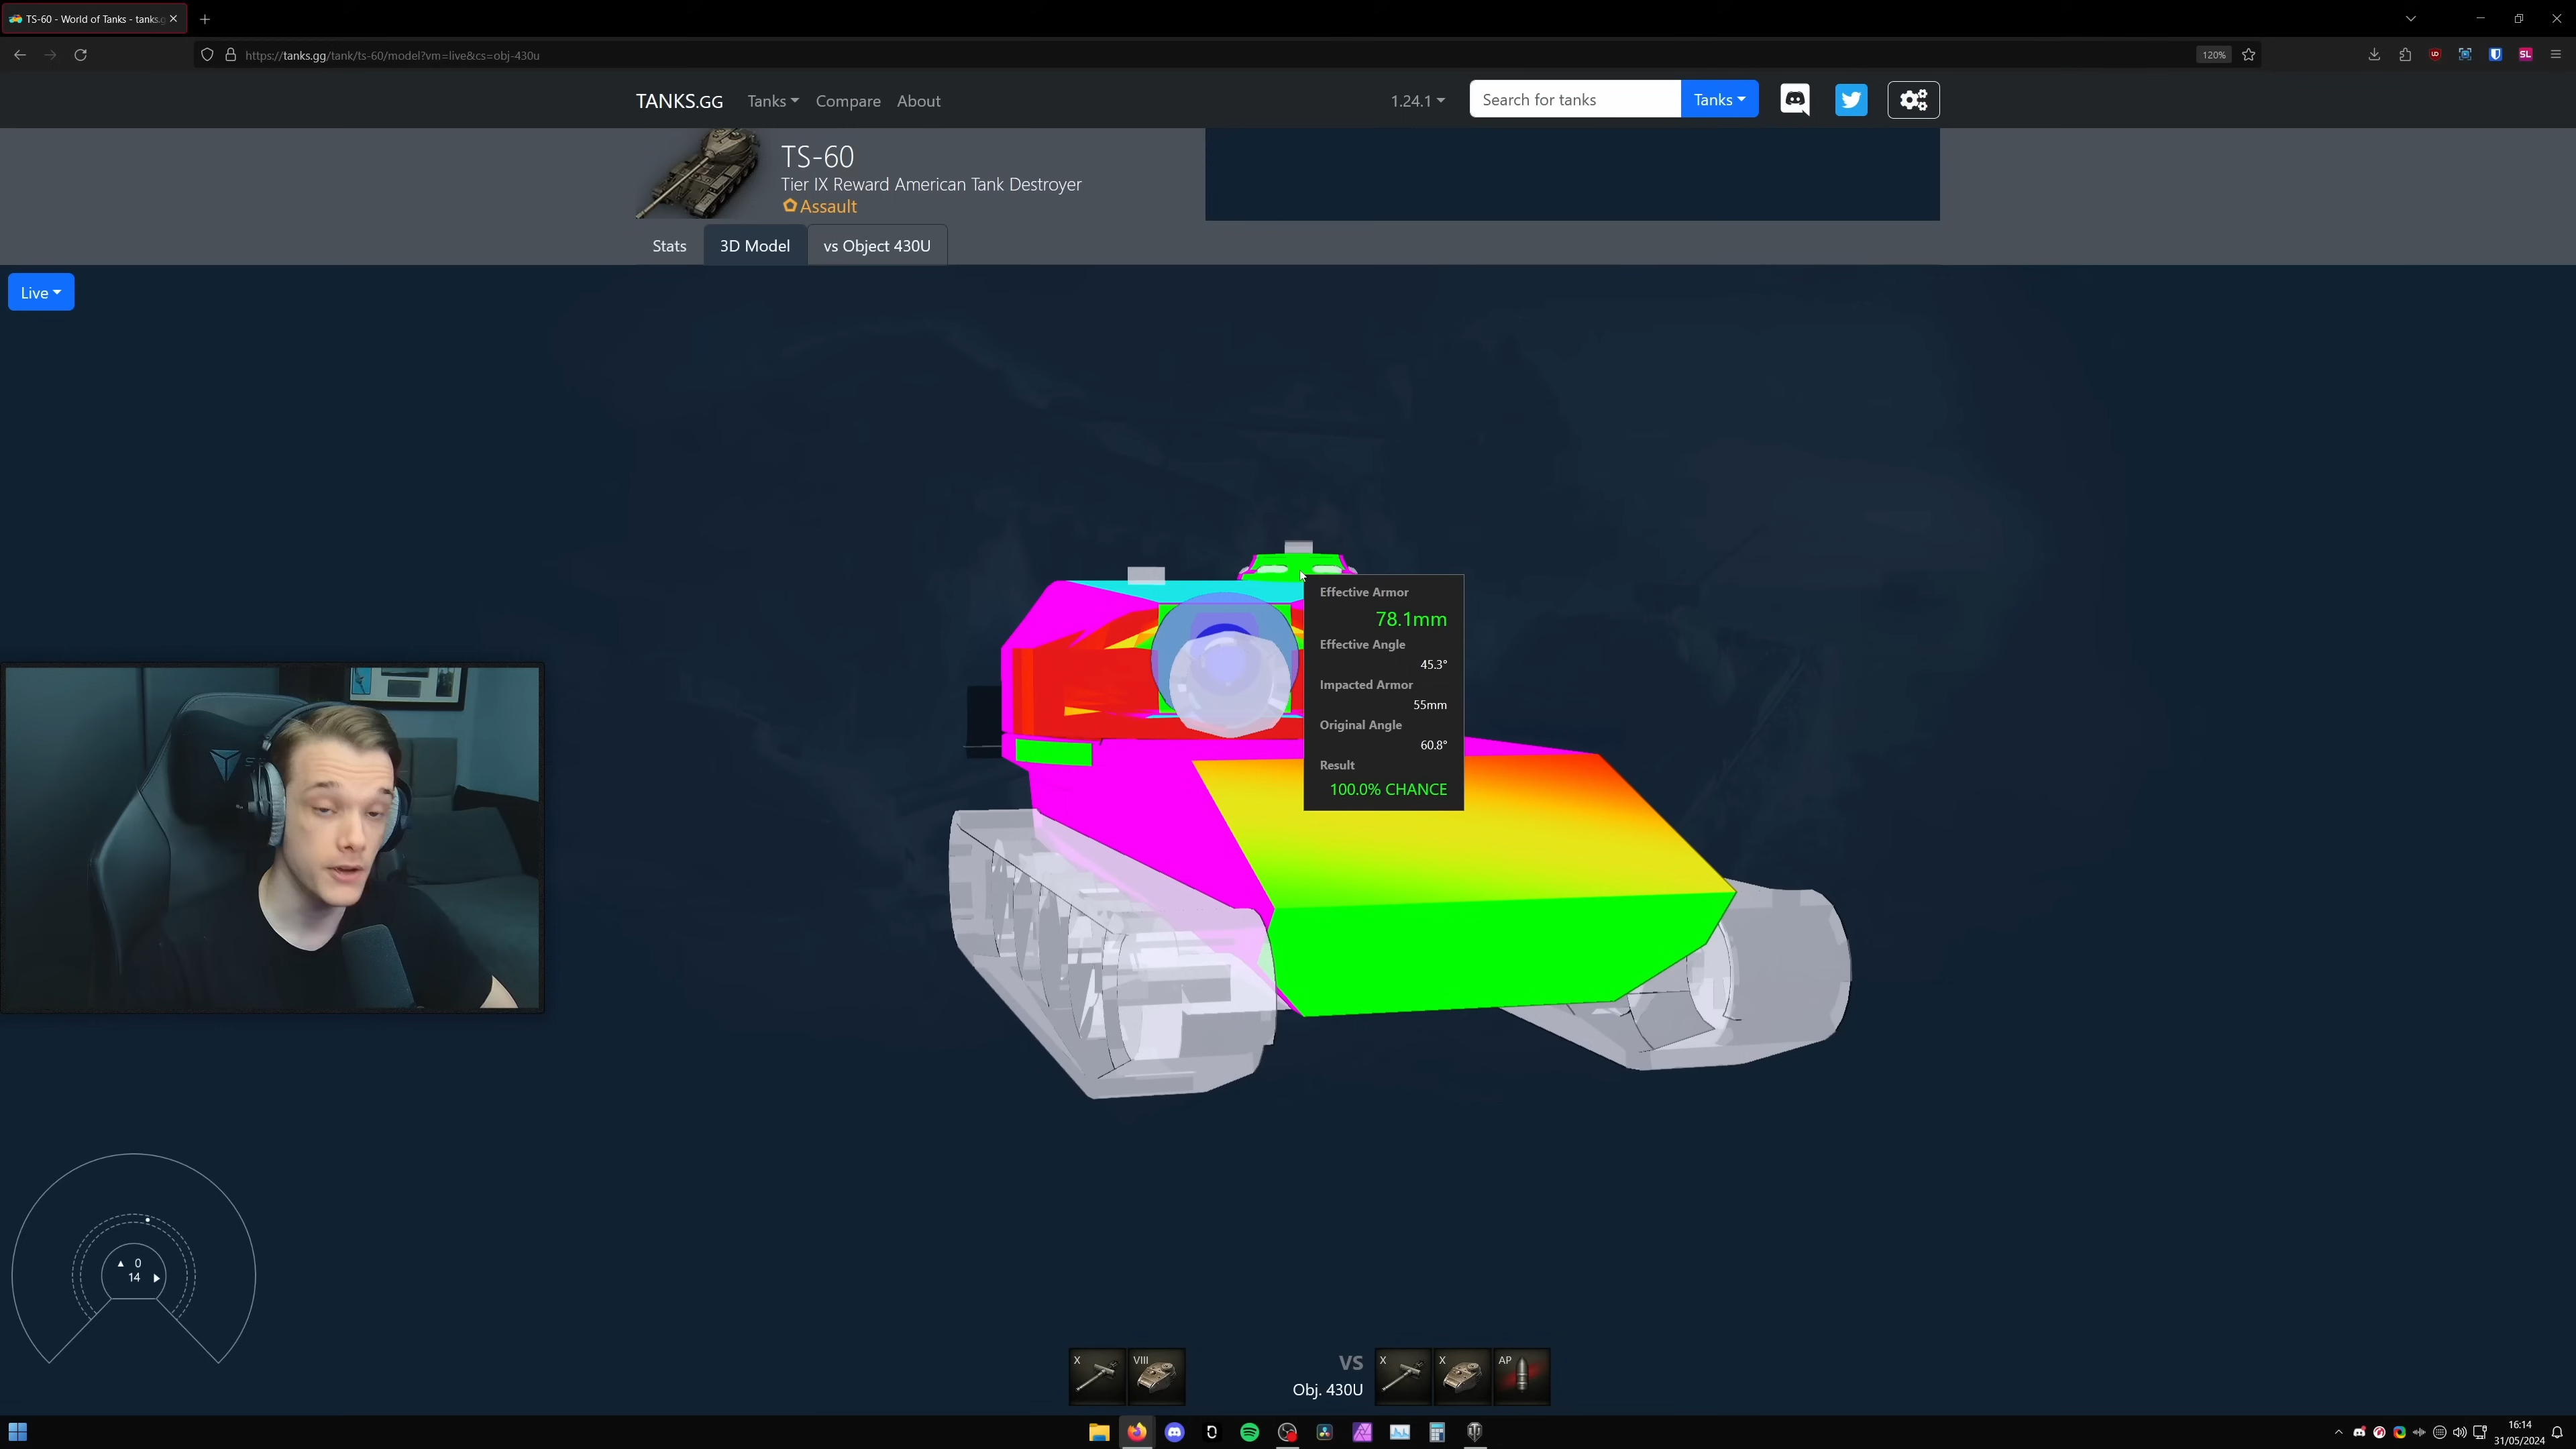 TS-60 - World of Tanks - tanks.g
https://tanks.gg/tank/ts-60/model?vm=live&cs=obj-430u
120%
SL
TANKS.GG
Tanks
Compare
About
1.24.1
Search for tanks
Tanks
TS-60
Tier IX Reward American Tank Destroyer
Assault
Stats
3D Model
vs Object 430U
Live
Effective Armor
78.1mm
Effective Angle
45.3°
Impacted Armor
55mm
Original Angle
60.8°
Result
100.0% CHANCE
0
14
X
VIII
VS
Obj. 430U
X
X
AP
16:14
31/05/2024